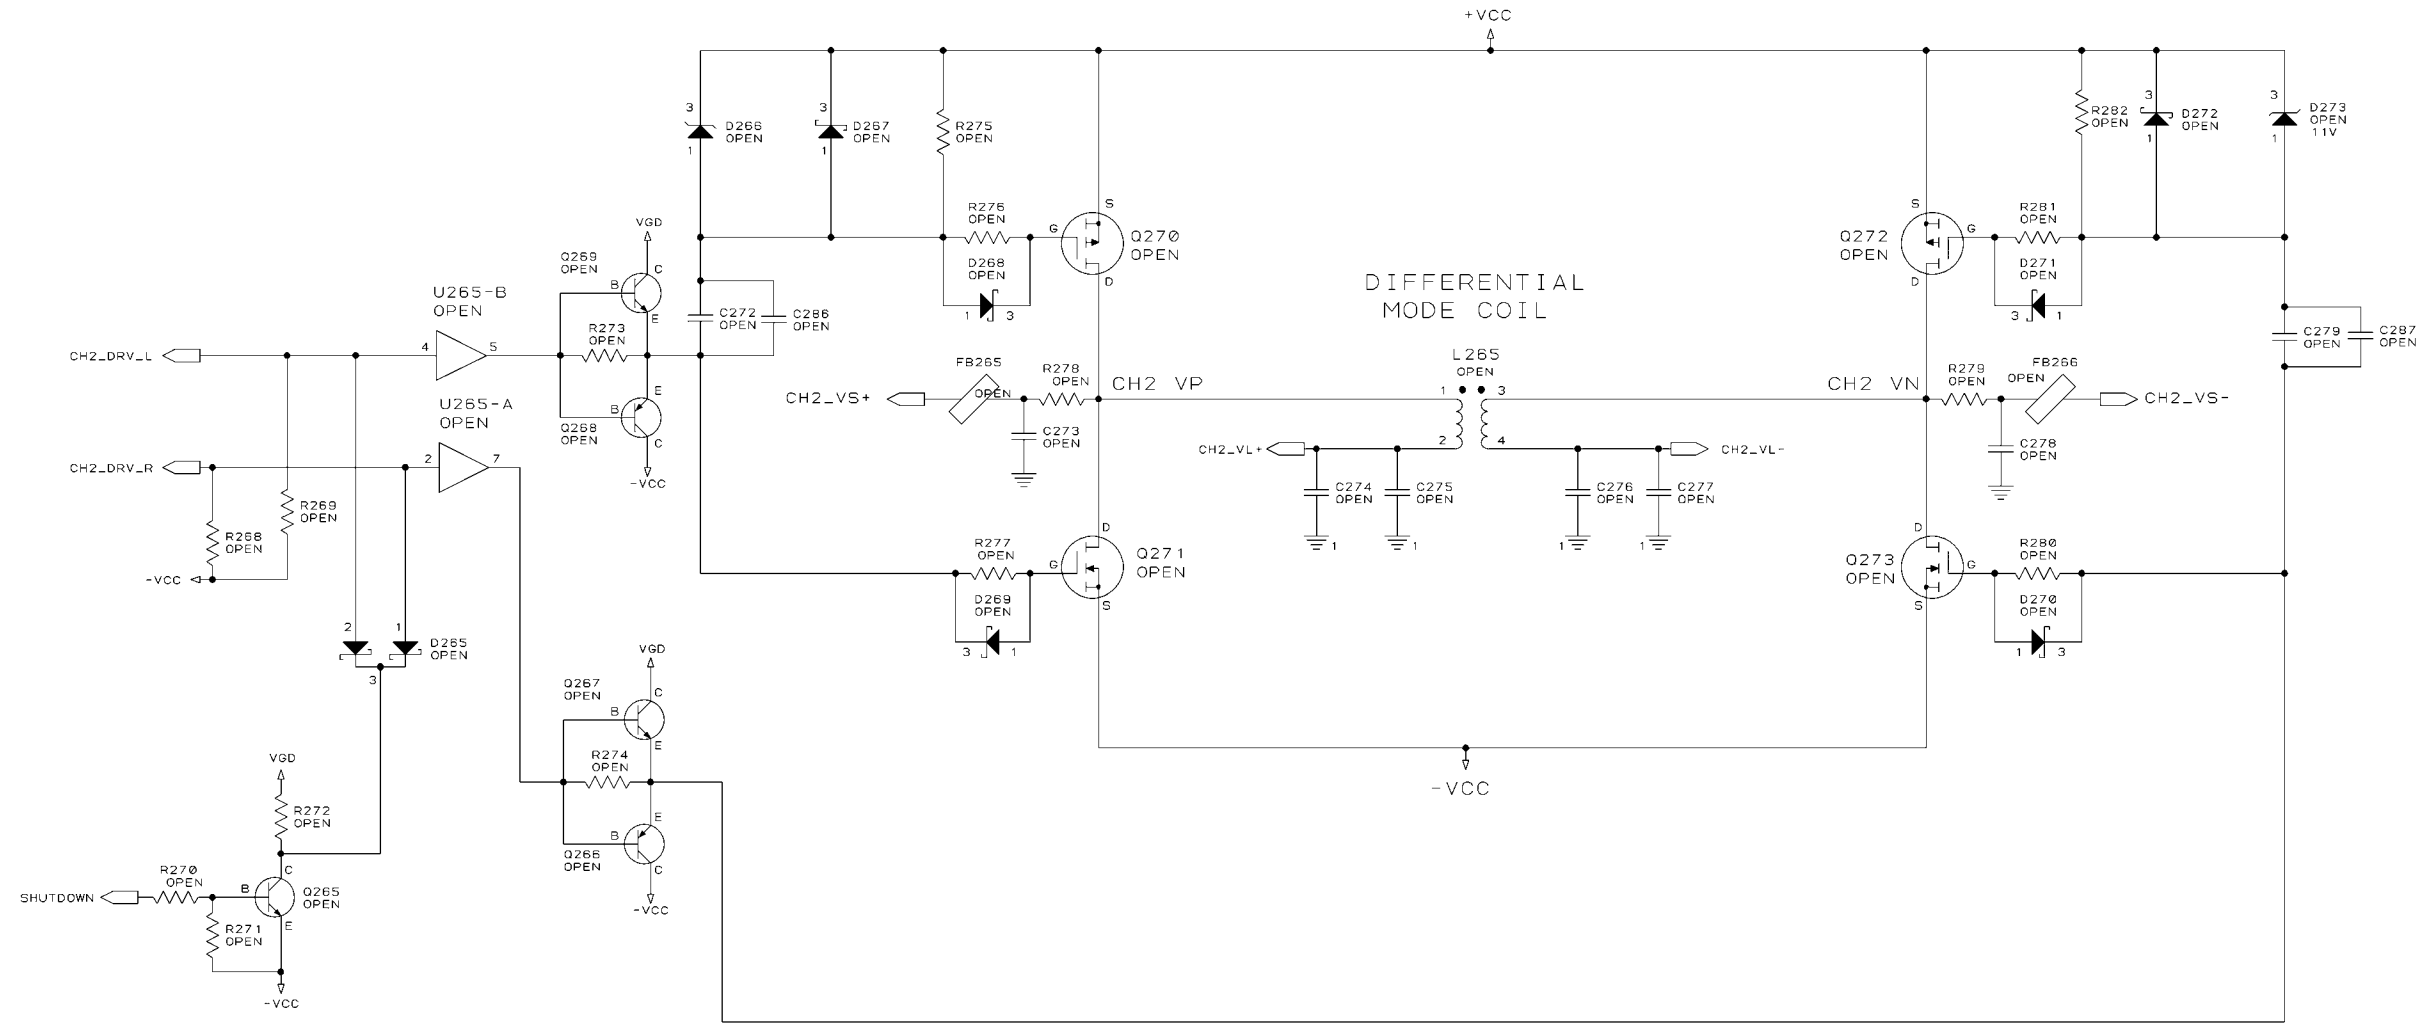 +VCC
3
D266
OPEN
1
3
D267
OPEN
1
R275
OPEN
R282
OPEN
3
D272
OPEN
1
3
D273
OPEN
11V
1
VGD
Q269
OPEN
C
B
E
R276
OPEN
G
S
Q270
OPEN
D
D268
OPEN
1
3
S
Q272
OPEN
G
D
R281
OPEN
D271
OPEN
3
1
DIFFERENTIAL
MODE COIL
U265-B
OPEN
4
5
R273
OPEN
C272
OPEN
C286
OPEN
C279
OPEN
C287
OPEN
CH2_DRV_L
FB265
OPEN
R278
OPEN
CH2 VP
L265
OPEN
1
3
2
4
CH2 VN
R279
OPEN
FB266
OPEN
CH2_VS+
CH2_VS-
U265-A
OPEN
2
7
E
B
Q268
OPEN
C
-VCC
C273
OPEN
CH2_VL+
CH2_VL-
C278
OPEN
CH2_DRV_R
C274
OPEN
1
C275
OPEN
1
C276
OPEN
1
C277
OPEN
1
R269
OPEN
R268
OPEN
-VCC
R277
OPEN
G
D
Q271
OPEN
S
D269
OPEN
3
1
D
Q273
OPEN
G
S
R280
OPEN
D270
OPEN
1
3
2
1
D265
OPEN
3
VGD
Q267
OPEN
C
B
E
R274
OPEN
E
B
Q266
OPEN
C
-VCC
-VCC
VGD
R272
OPEN
SHUTDOWN
R270
OPEN
B
C
Q265
OPEN
E
R271
OPEN
-VCC